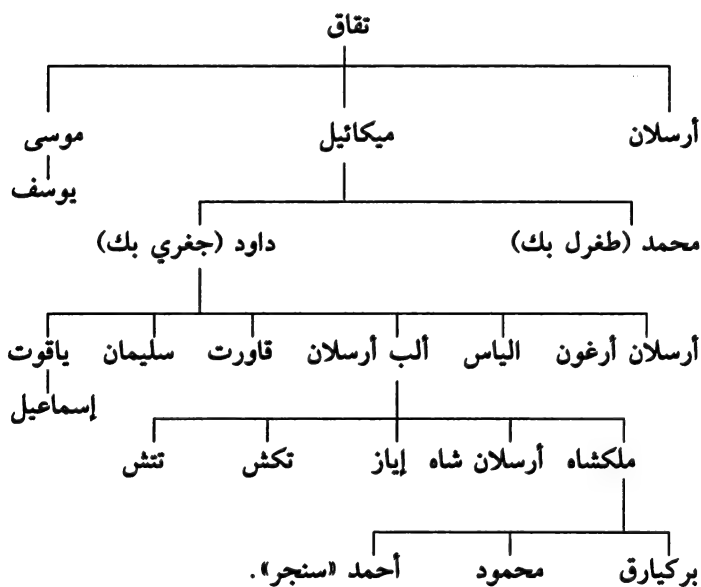 تقاق
أرسلان ميكائيل موسى
يوسف
محمد (طغرل بك) داود (جغري بك)
أرسلان أرغون الياس ألب أرسلان قاورت سليمان ياقوت
إسماعيل
ملكشاه أرسلان شاه إياز تكش تتش
بركيارق محمود أحمد «سنجر».